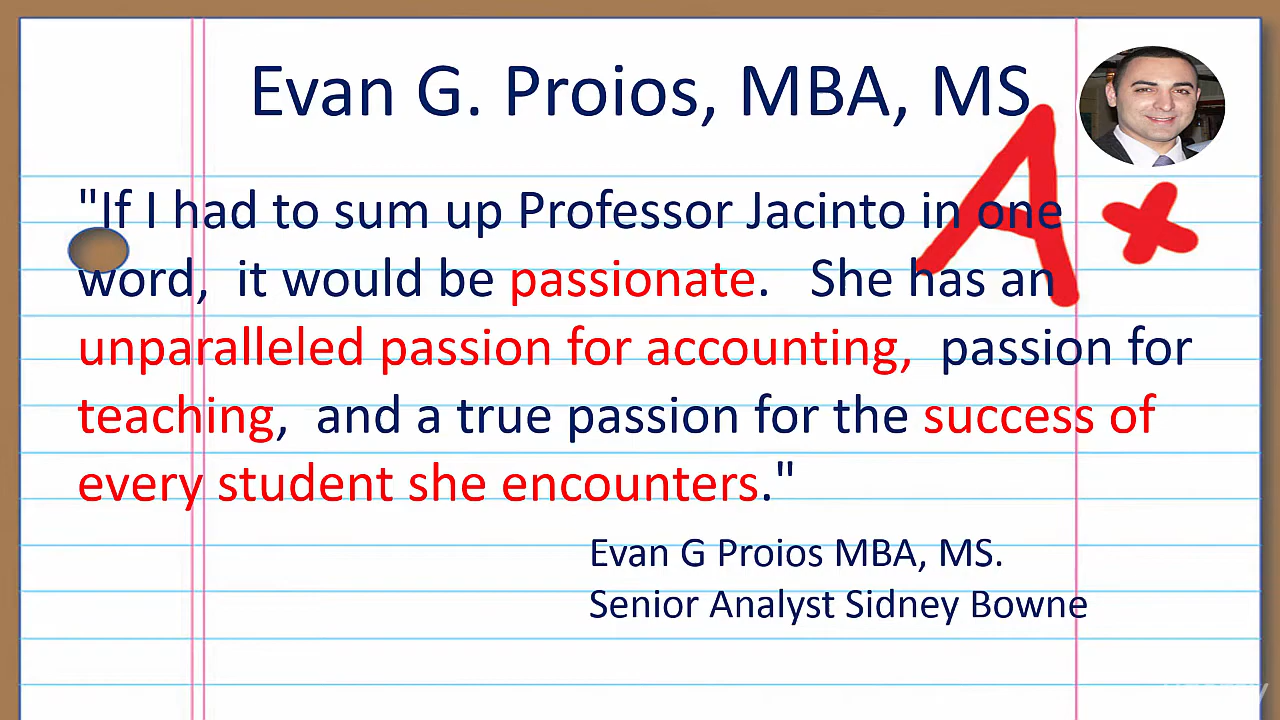 Evan G. Proios, MBA, MS
A+
"If I had to sum up Professor Jacinto in one
word, it would be passionate. She has an
unparalleled passion for accounting, passion for
teaching, and a true passion for the success of
every student she encounters."
Evan G Proios MBA, MS.
Senior Analyst Sidney Bowne